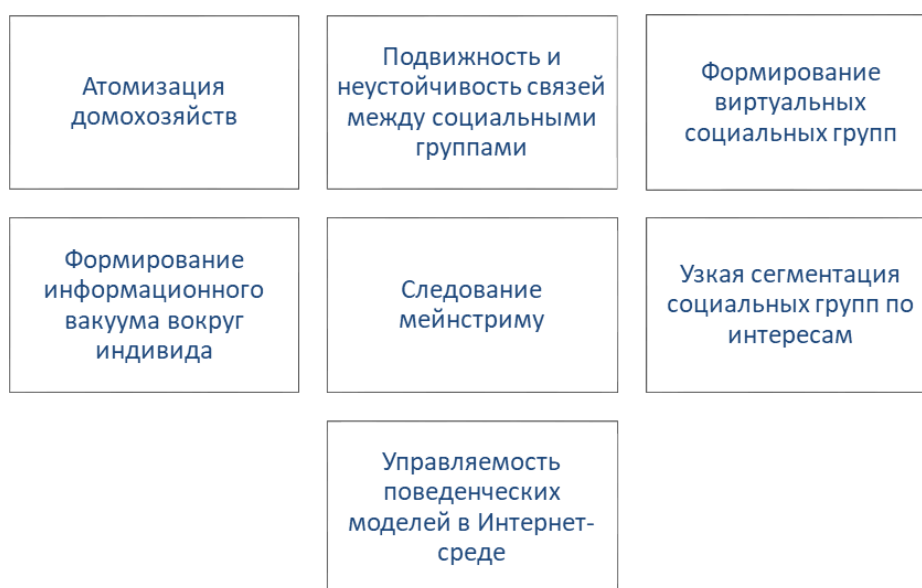 Атомизация
домохозяйств
Подвижность и
неустойчивость связей
между социальными
группами
Формирование
виртуальных
социальных групп
Формирование
информационного
вакуума вокруг
индивида
Следование
мейнстриму
Узкая сегментация
социальных групп по
интересам
Управляемость
поведенческих
моделей в Интернет-
среде